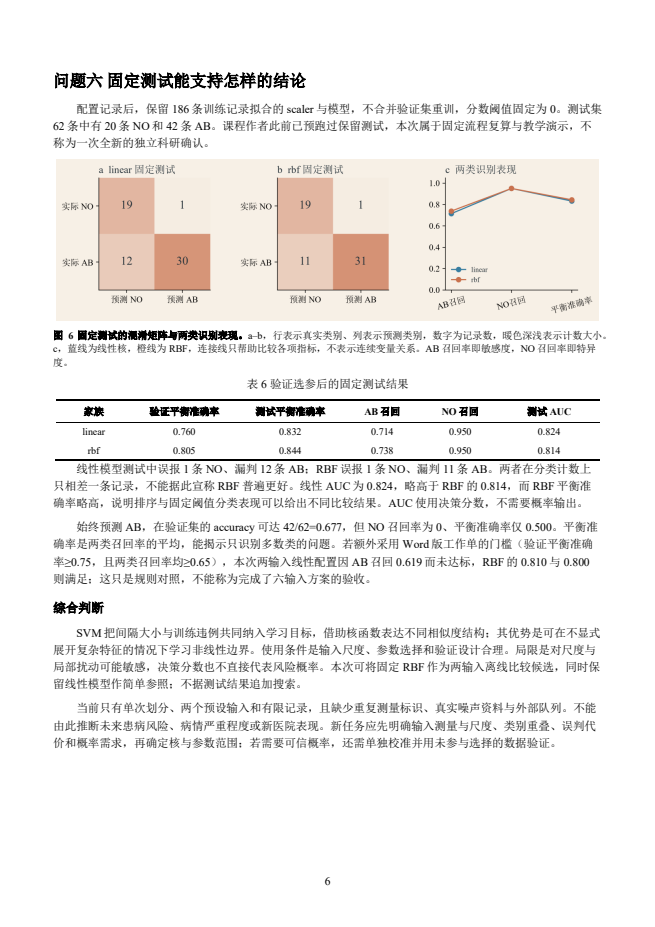 问题六 固定测试能支持怎样的结论
配置记录后，保留 186 条训练记录拟合的 scaler 与模型，不合并验证集重训，分数阈值固定为 0。测试集
62 条中有 20 条 NO 和 42 条 AB。课程作者此前已预跑过保留测试，本次属于固定流程复算与教学演示，不
称为一次全新的独立科研确认。
a linear 固定测试
实际 NO
19
1
实际 AB
12
30
预测 NO
预测 AB
b rbf 固定测试
实际 NO
19
1
实际 AB
11
31
预测 NO
预测 AB
c 两类识别表现
1.0
0.8
0.6
0.4
0.2
0.0
linear
rbf
AB召回
NO召回
平衡准确率
图 6 固定测试的混淆矩阵与两类识别表现。a–b，行表示真实类别、列表示预测类别，数字为记录数，暖色深浅表示计数大小。
c，蓝线为线性核，橙线为 RBF，连接线只帮助比较各项指标，不表示连续变量关系。AB 召回率即敏感度，NO 召回率即特异
度。
表 6 验证选参后的固定测试结果
家族 验证平衡准确率 测试平衡准确率 AB 召回 NO 召回 测试 AUC
linear 0.760 0.832 0.714 0.950 0.824
rbf 0.805 0.844 0.738 0.950 0.814
线性模型测试中误报 1 条 NO、漏判 12 条 AB；RBF 误报 1 条 NO、漏判 11 条 AB。两者在分类计数上
只相差一条记录，不能据此宣称 RBF 普遍更好。线性 AUC 为 0.824，略高于 RBF 的 0.814，而 RBF 平衡准
确率略高，说明排序与固定阈值分类表现可以给出不同比较结果。AUC 使用决策分数，不需要概率输出。
始终预测 AB，在验证集的 accuracy 可达 42/62=0.677，但 NO 召回率为 0、平衡准确率仅 0.500。平衡准
确率是两类召回率的平均，能揭示只识别多数类的问题。若额外采用 Word 版工作单的门槛（验证平衡准确
率≥0.75，且两类召回率均≥0.65），本次两输入线性配置因 AB 召回 0.619 而未达标，RBF 的 0.810 与 0.800
则满足；这只是规则对照，不能称为完成了六输入方案的验收。
综合判断
SVM 把间隔大小与训练违例共同纳入学习目标，借助核函数表达不同相似度结构；其优势是可在不显式
展开复杂特征的情况下学习非线性边界。使用条件是输入尺度、参数选择和验证设计合理。局限是对尺度与
局部扰动可能敏感，决策分数也不直接代表风险概率。本次可将固定 RBF 作为两输入离线比较候选，同时保
留线性模型作简单参照；不据测试结果追加搜索。
当前只有单次划分、两个预设输入和有限记录，且缺少重复测量标识、真实噪声资料与外部队列。不能
由此推断未来患病风险、病情严重程度或新医院表现。新任务应先明确输入测量与尺度、类别重叠、误判代
价和概率需求，再确定核与参数范围；若需要可信概率，还需单独校准并用未参与选择的数据验证。
6